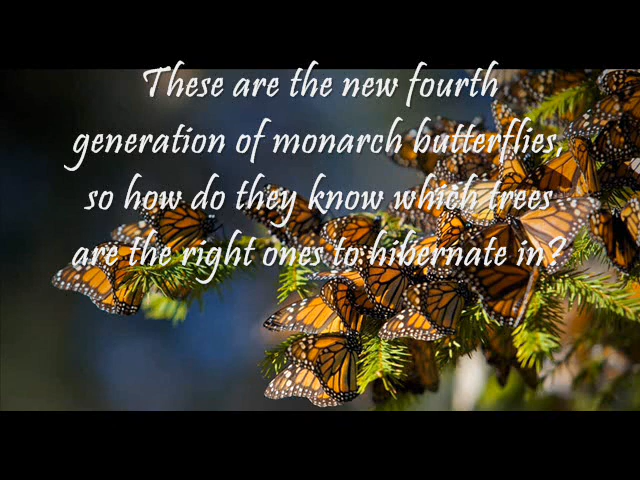 These are the new fourth
generation of monarch butterflies,
so how do they know which trees
are the right ones to hibernate in?